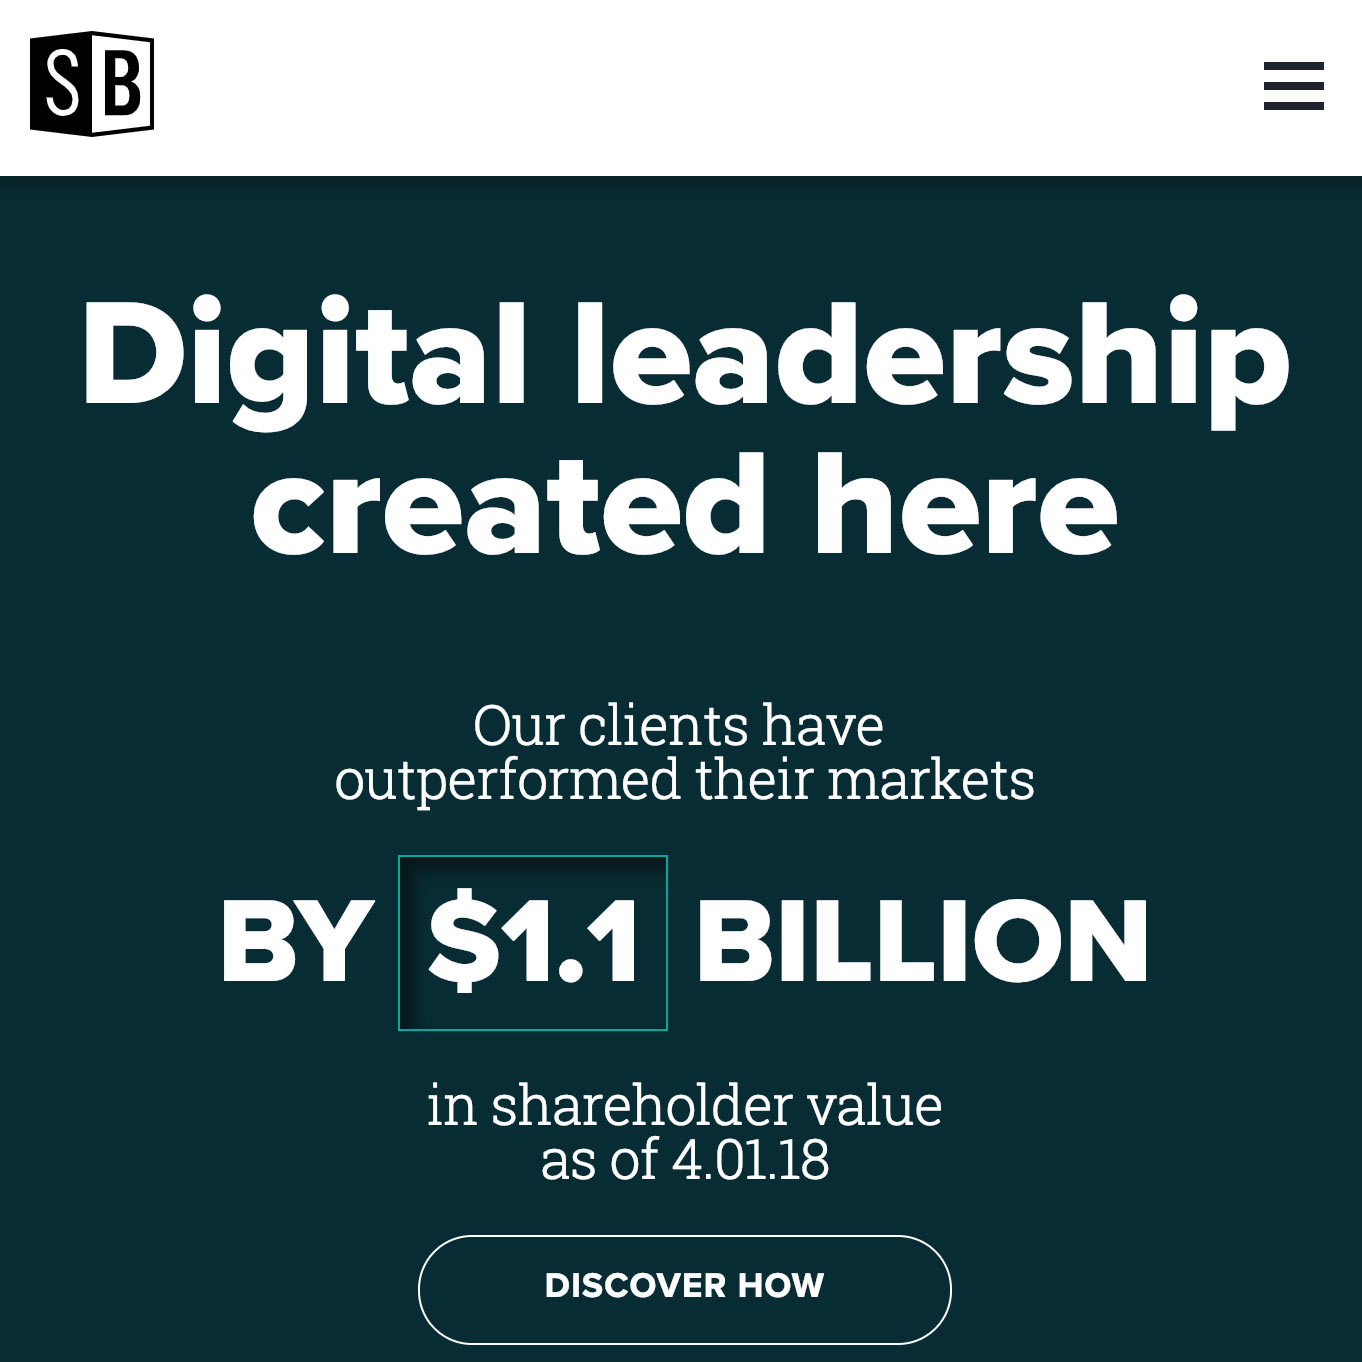 SB
Digital leadership
created here
Our clients have
outperformed their markets
BY $1.1 BILLION
in shareholder value
as of 4.01.18
DISCOVER HOW